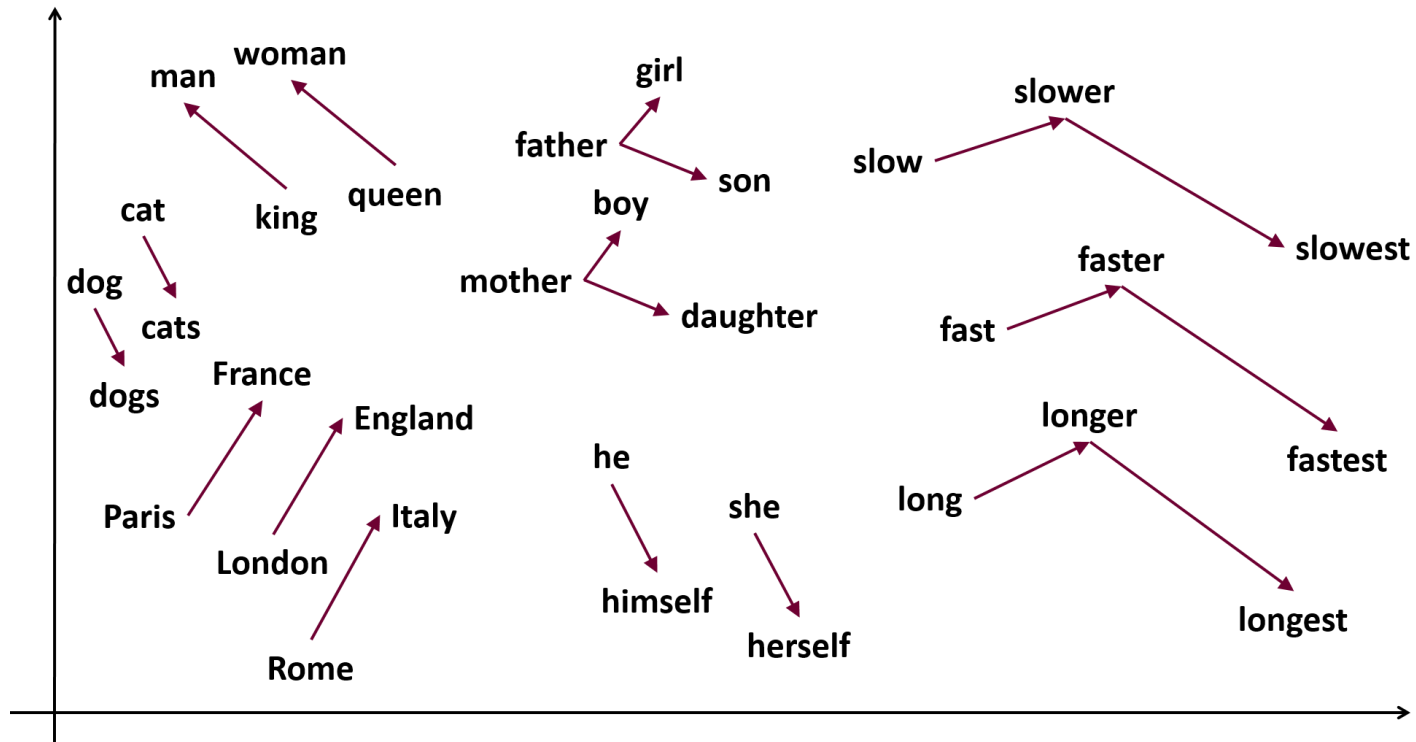 man
woman
king
queen
cat
cats
dog
dogs
France
Paris
England
London
Italy
Rome
girl
father
son
boy
mother
daughter
he
himself
she
herself
slower
slow
slowest
faster
fast
fastest
longer
long
longest